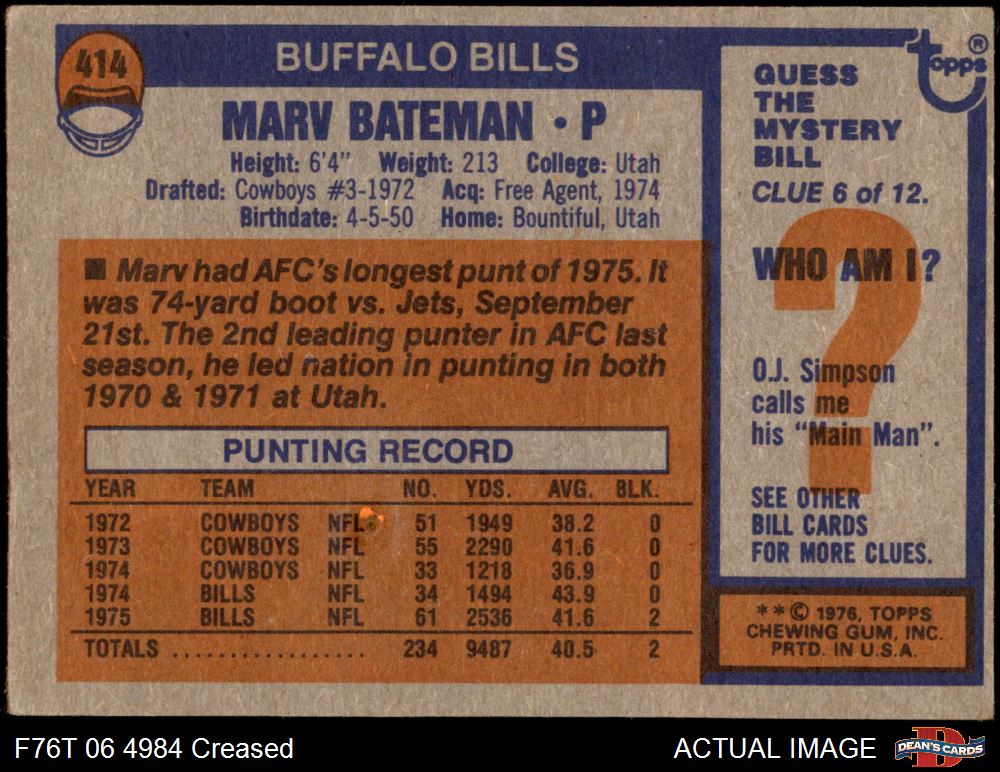 414
BUFFALO BILLS
MARV BATEMAN • P
Height: 6'4" Weight: 213 College: Utah
Drafted: Cowboys #3-1972 Acq: Free Agent, 1974
Birthdate: 4-5-50 Home: Bountiful, Utah
■ Marv had AFC's longest punt of 1975. It
was 74-yard boot vs. Jets, September
21st. The 2nd leading punter in AFC last
season, he led nation in punting in both
1970 & 1971 at Utah.
PUNTING RECORD
YEAR TEAM NO. YDS. AVG. BLK.
1972 COWBOYS NFL 51 1949 38.2 0
1973 COWBOYS NFL 55 2290 41.6 0
1974 COWBOYS NFL 33 1218 36.9 0
1974 BILLS NFL 34 1494 43.9 0
1975 BILLS NFL 61 2536 41.6 2
TOTALS .................. 234 9487 40.5 2
topps ®
GUESS
THE
MYSTERY
BILL
CLUE 6 of 12.
WHO AM I?
?
O.J. Simpson
calls me
his "Main Man".
SEE OTHER
BILL CARDS
FOR MORE CLUES.
**© 1976, TOPPS
CHEWING GUM, INC.
PRTD. IN U.S.A.
F76T 06 4984 Creased
ACTUAL IMAGE
D
DEAN'S CARDS